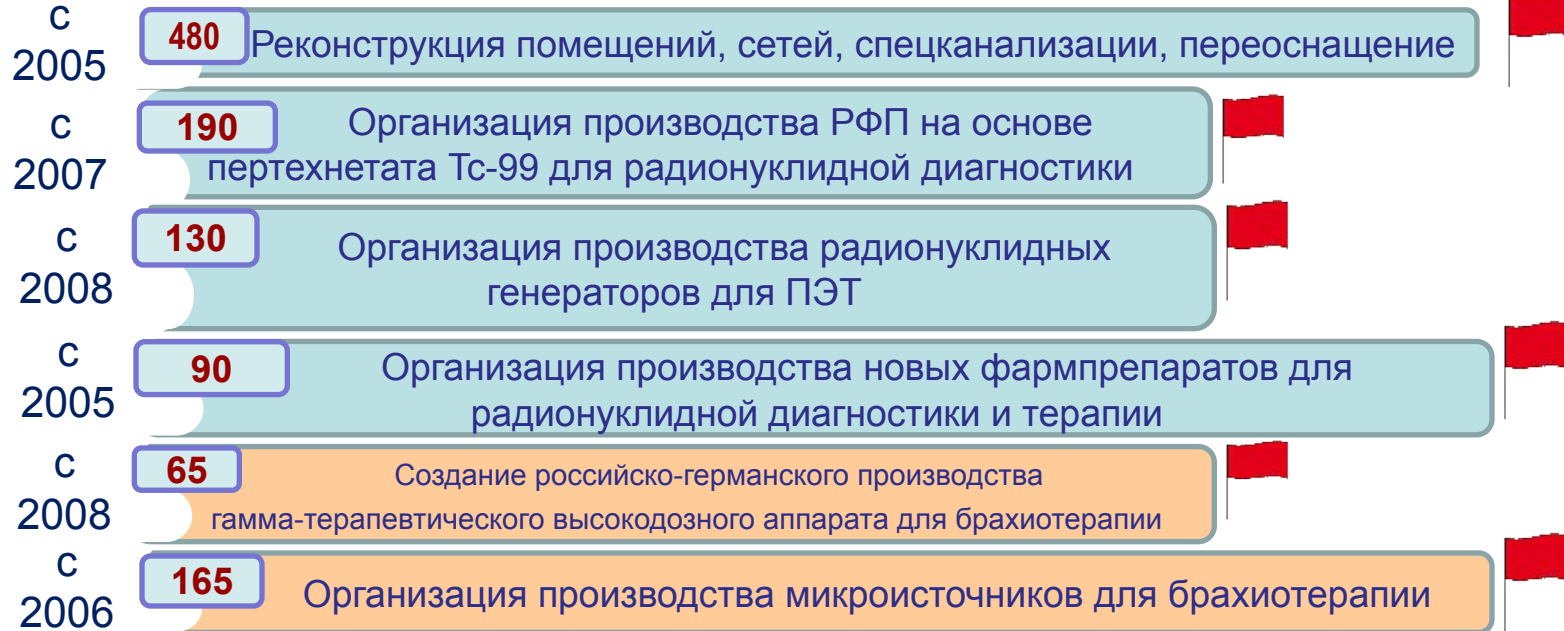 с
2005
480
Реконструкция помещений, сетей, спецканализации, переоснащение
с
2007
190
Организация производства РФП на основе
пертехнетата Тс-99 для радионуклидной диагностики
с
2008
130
Организация производства радионуклидных
генераторов для ПЭТ
с
2005
90
Организация производства новых фармпрепаратов для
радионуклидной диагностики и терапии
с
2008
65
Создание российско-германского производства
гамма-терапевтического высокодозного аппарата для брахиотерапии
с
2006
165
Организация производства микроисточников для брахиотерапии